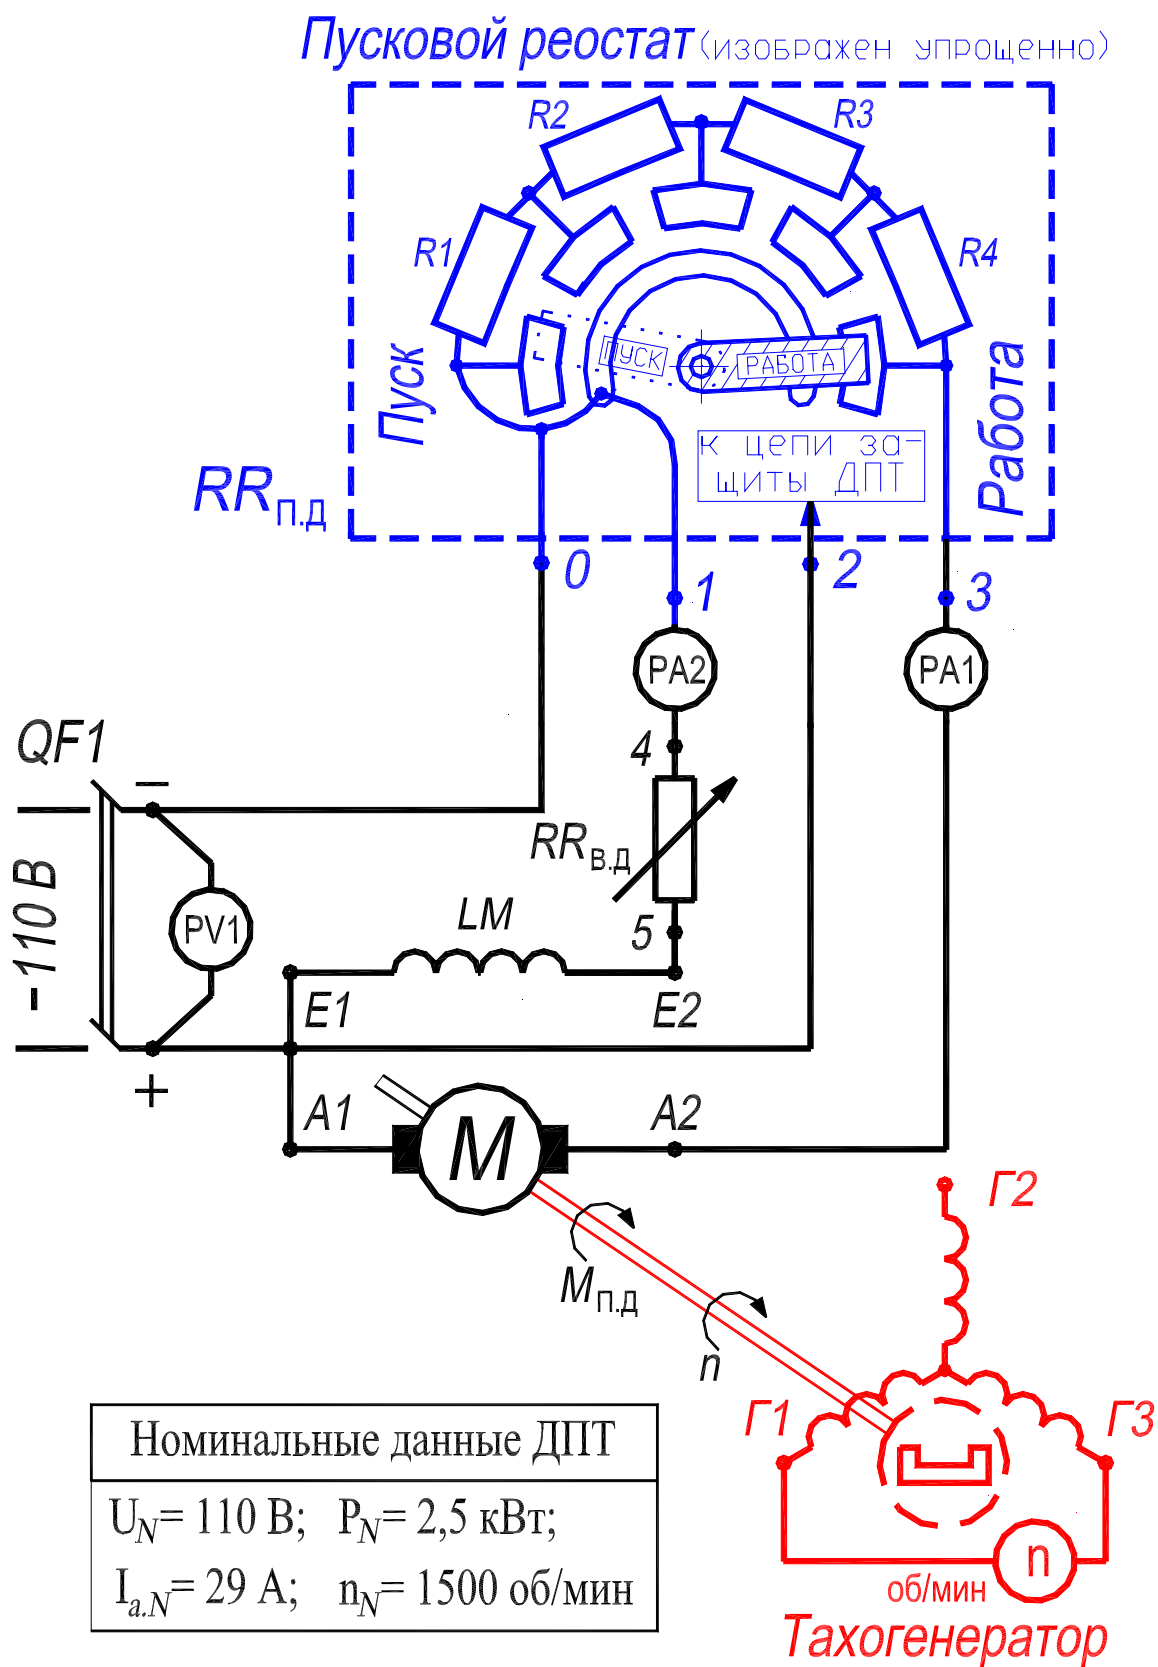 Пусковой реостат (изображен упрощенно)
R2
R3
R1
R4
Пуск
ПУСК
РАБОТА
Работа
к цепи за-
щиты ДПТ
RRП.Д
0
1
2
3
PA2
PA1
QF1
–
4
RRВ.Д
-110 В
PV1
LM
5
E1
E2
+
A1
M
A2
Г2
MП.Д
n
Г1
Г3
Номинальные данные ДПТ
UN= 110 В; PN= 2,5 кВт;
Ia.N= 29 А; nN= 1500 об/мин
n
об/мин
Тахогенератор